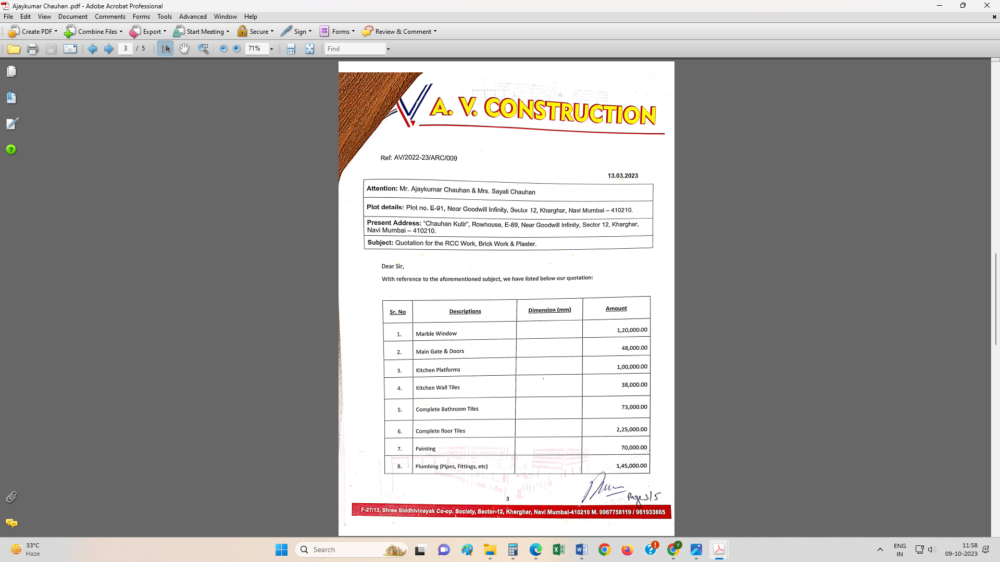 Ajaykumar Chauhan .pdf - Adobe Acrobat Professional
File Edit View Document Comments Forms Tools Advanced Window Help
Create PDF Combine Files Export Start Meeting Secure Sign Forms Review & Comment
3 / 5 71% Find
A. V. CONSTRUCTION
Ref: AV/2022-23/ARC/009
13.03.2023
Attention: Mr. Ajaykumar Chauhan & Mrs. Sayali Chauhan
Plot details: Plot no. E-91, Near Goodwill Infinity, Sector 12, Kharghar, Navi Mumbai – 410210.
Present Address: "Chauhan Kutir", Rowhouse, E-89, Near Goodwill Infinity, Sector 12, Kharghar,
Navi Mumbai – 410210.
Subject: Quotation for the RCC Work, Brick Work & Plaster.
Dear Sir,
With reference to the aforementioned subject, we have listed below our quotation:
Sr. No Descriptions Dimension (mm) Amount
1. Marble Window 1,20,000.00
2. Main Gate & Doors 48,000.00
3. Kitchen Platforms 1,00,000.00
4. Kitchen Wall Tiles 38,000.00
5. Complete Bathroom Tiles 73,000.00
6. Complete floor Tiles 2,25,000.00
7. Painting 70,000.00
8. Plumbing (Pipes, Fittings, etc) 1,45,000.00
3
Page 3/5
F-27/13, Shree Siddhivinayak Co-op. Society, Sector-12, Kharghar, Navi Mumbai-410210 M. 9967758119 / 961933665
33°C
Haze
Search
ENG
IN
11:58
09-10-2023